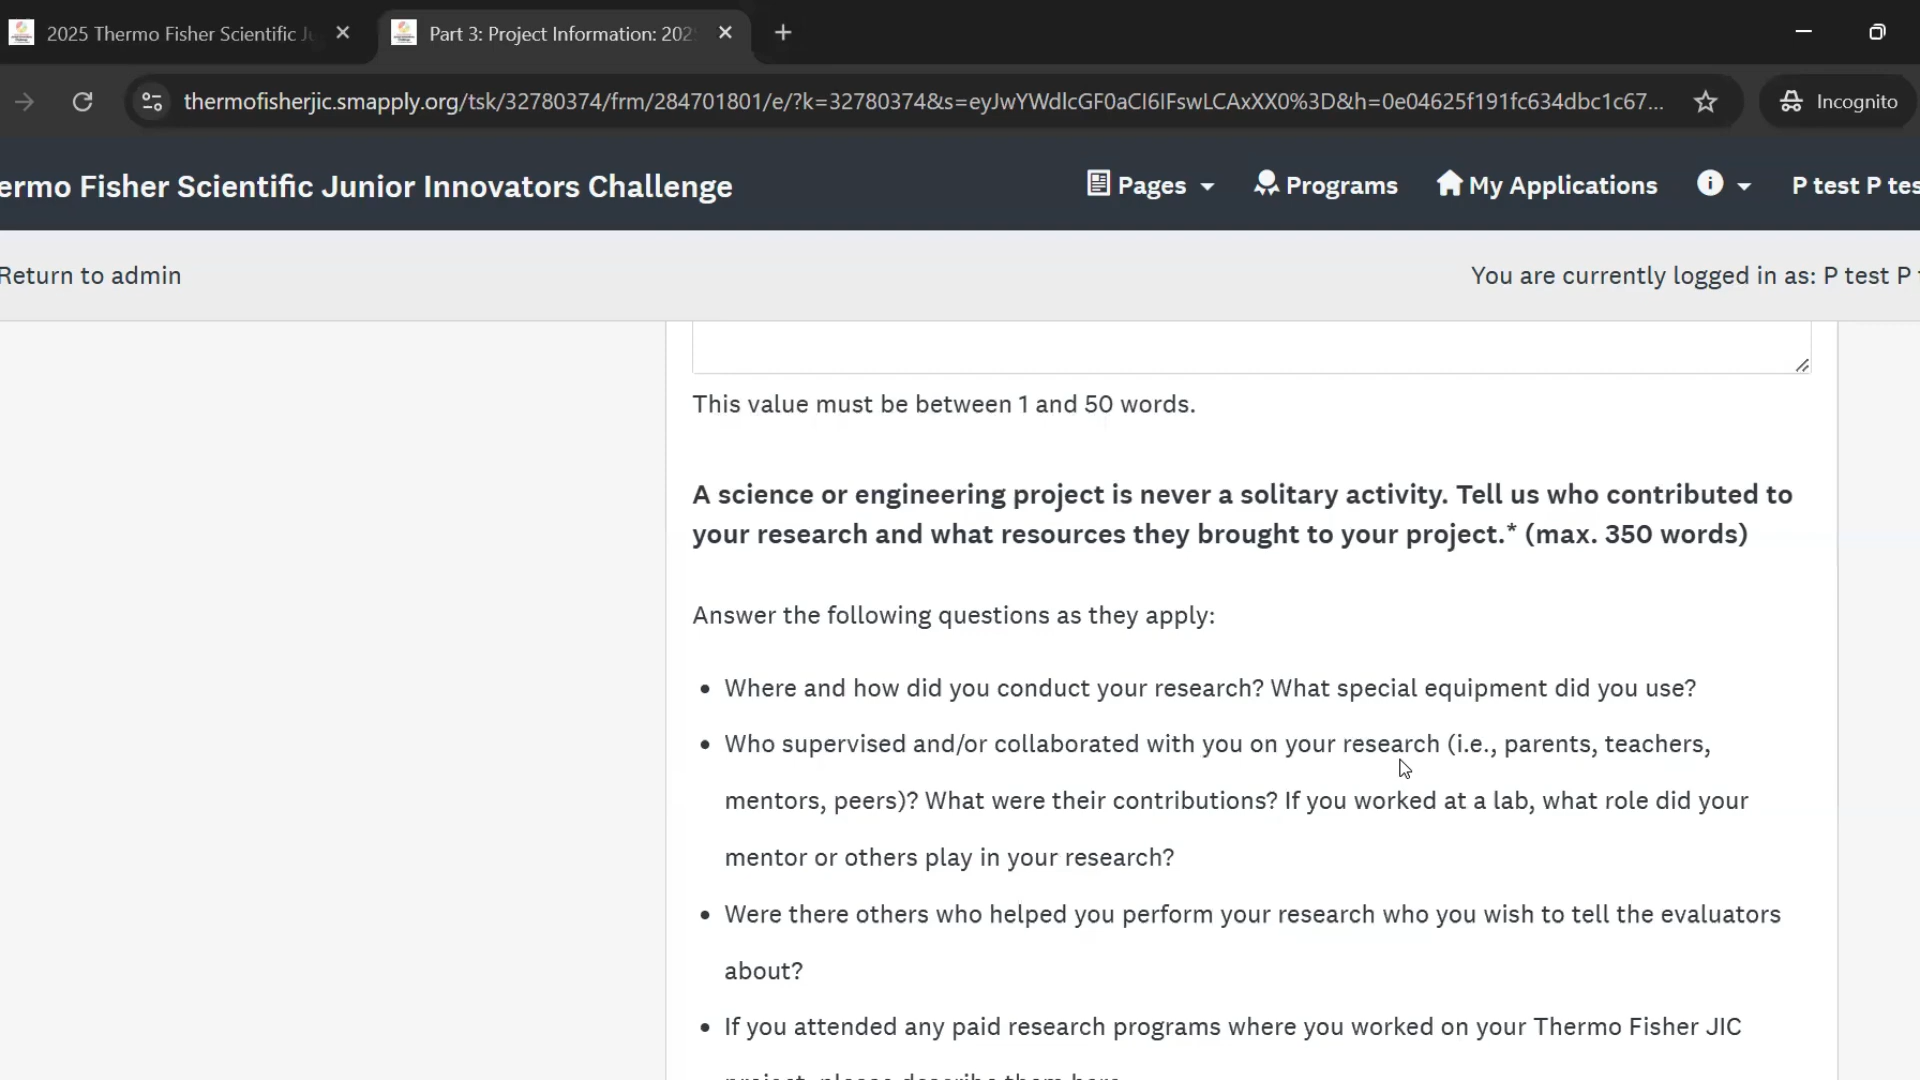 2025 Thermo Fisher Scientific J
Part 3: Project Information: 202
thermofisherjic.smapply.org/tsk/32780374/frm/284701801/e/?k=32780374&s=eyJwYWdlcGF0aCI6IFswLCAxXX0%3D&h=0e04625f191fc634dbc1c67...
Incognito
ermo Fisher Scientific Junior Innovators Challenge
Pages
Programs
My Applications
P test P tes
Return to admin
You are currently logged in as: P test P
This value must be between 1 and 50 words.
A science or engineering project is never a solitary activity. Tell us who contributed to
your research and what resources they brought to your project.* (max. 350 words)
Answer the following questions as they apply:
• Where and how did you conduct your research? What special equipment did you use?
• Who supervised and/or collaborated with you on your research (i.e., parents, teachers,
mentors, peers)? What were their contributions? If you worked at a lab, what role did your
mentor or others play in your research?
• Were there others who helped you perform your research who you wish to tell the evaluators
about?
• If you attended any paid research programs where you worked on your Thermo Fisher JIC
project, please describe them here